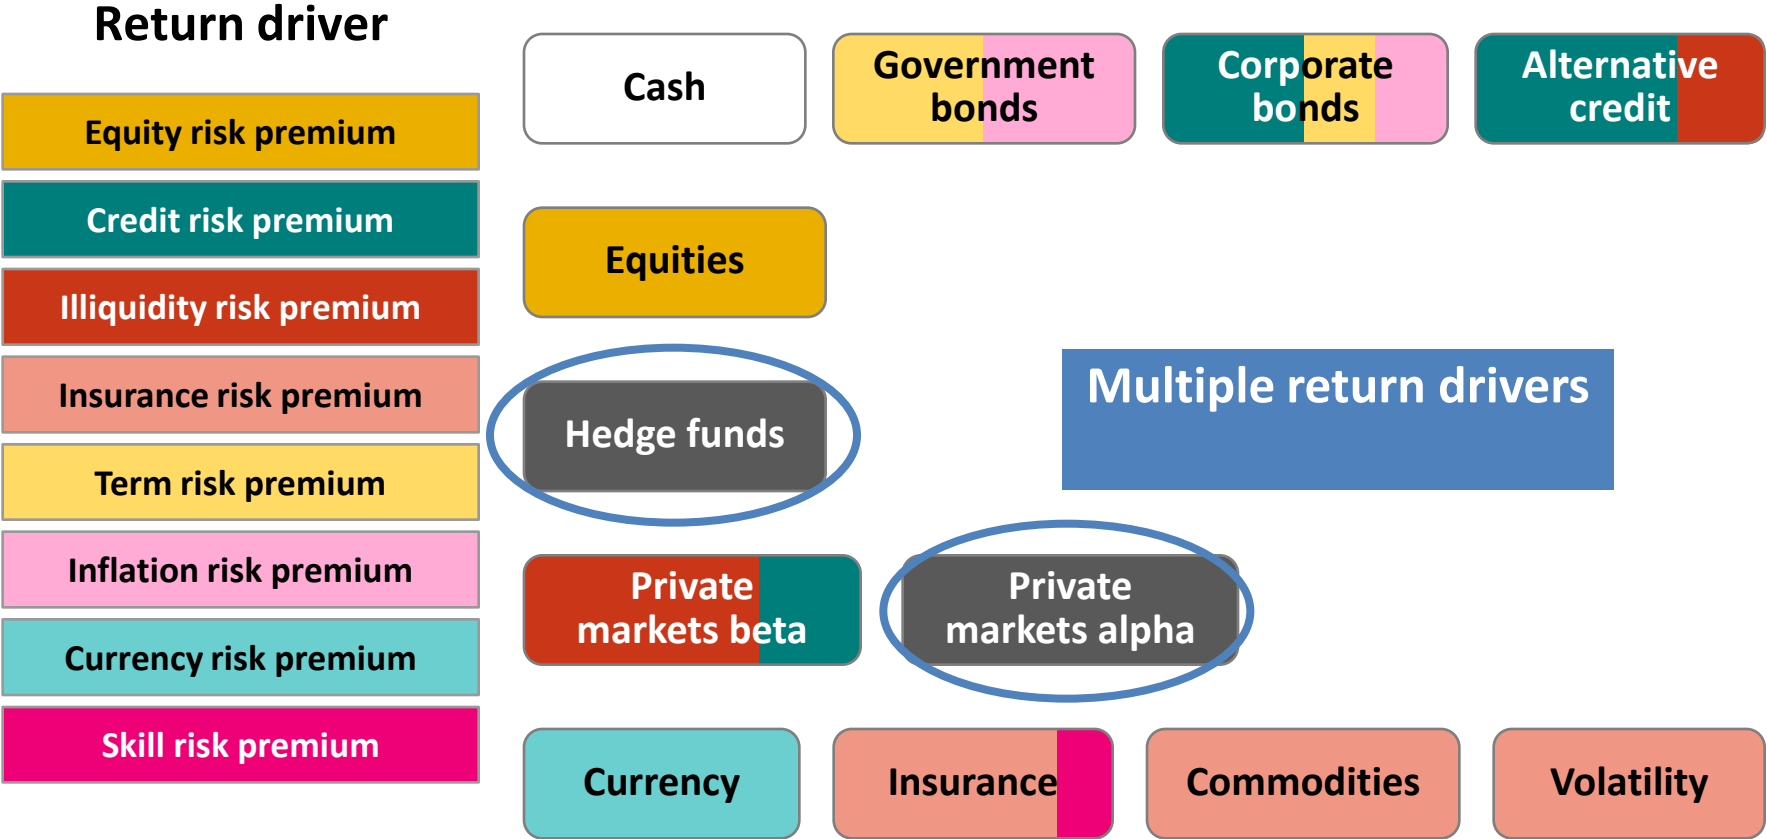 Return driver
Equity risk premium
Credit risk premium
Illiquidity risk premium
Insurance risk premium
Term risk premium
Inflation risk premium
Currency risk premium
Skill risk premium
Cash
Government
bonds
Corporate
bonds
Alternative
credit
Equities
Hedge funds
Multiple return drivers
Private
markets beta
Private
markets alpha
Currency
Insurance
Commodities
Volatility